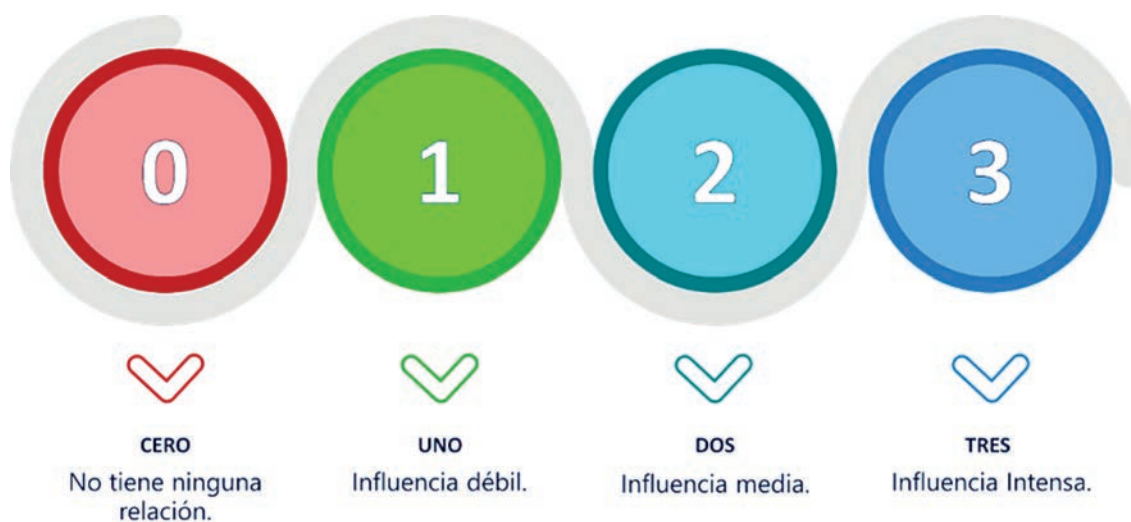 0
1
2
3
CERO
No tiene ninguna
relación.
UNO
Influencia débil.
DOS
Influencia media.
TRES
Influencia Intensa.